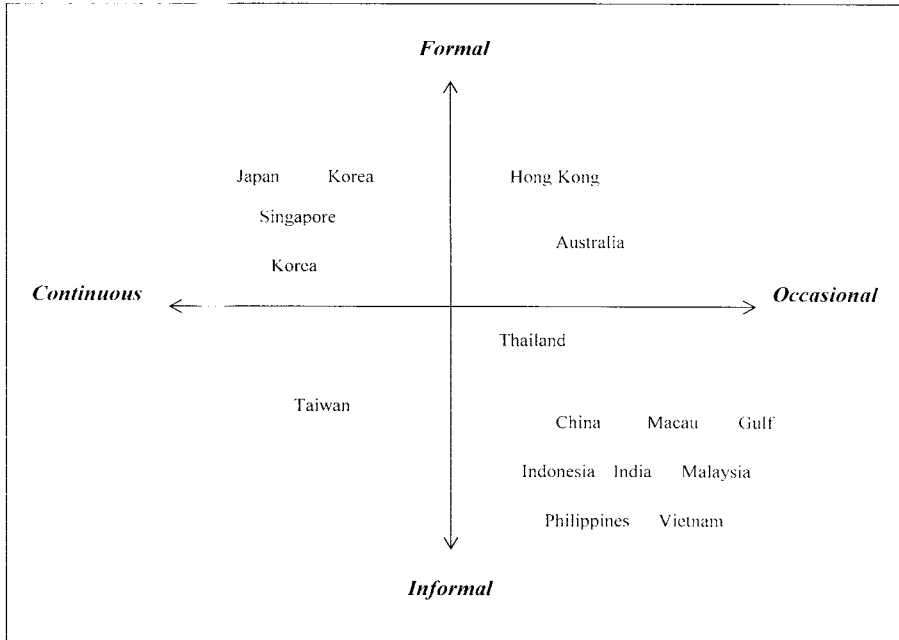 Formal
Japan Korea Hong Kong
Singapore
Australia
Korea
Continuous Occasional
Thailand
Taiwan
China Macau Gulf
Indonesia India Malaysia
Philippines Vietnam
Informal